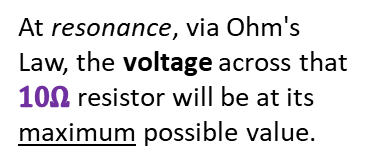 At resonance, via Ohm's
Law, the voltage across that
10Ω resistor will be at its
maximum possible value.